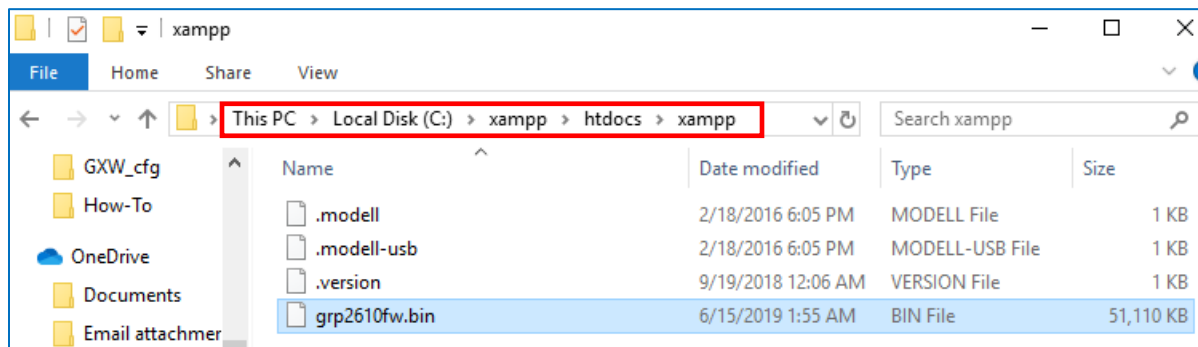 xampp
File Home Share View
This PC > Local Disk (C:) > xampp > htdocs > xampp
Search xampp
GXW_cfg
How-To
OneDrive
Documents
Email attachmer
Name Date modified Type Size
.modell 2/18/2016 6:05 PM MODELL File 1 KB
.modell-usb 2/18/2016 6:05 PM MODELL-USB File 1 KB
.version 9/19/2018 12:06 AM VERSION File 1 KB
grp2610fw.bin 6/15/2019 1:55 AM BIN File 51,110 KB